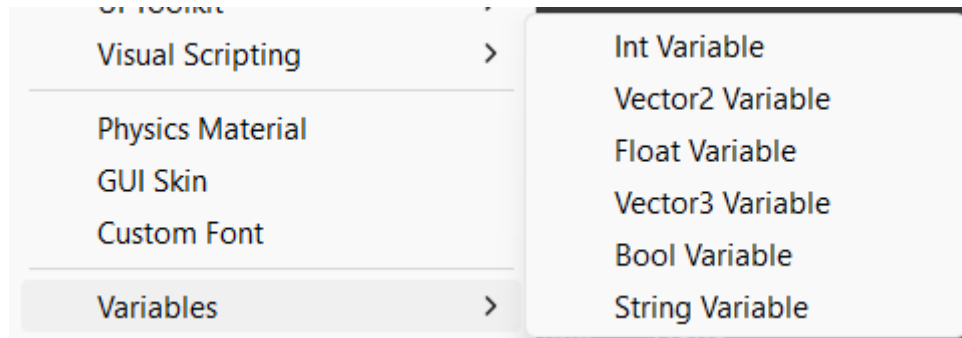 Visual Scripting
Physics Material
GUI Skin
Custom Font
Variables
Int Variable
Vector2 Variable
Float Variable
Vector3 Variable
Bool Variable
String Variable